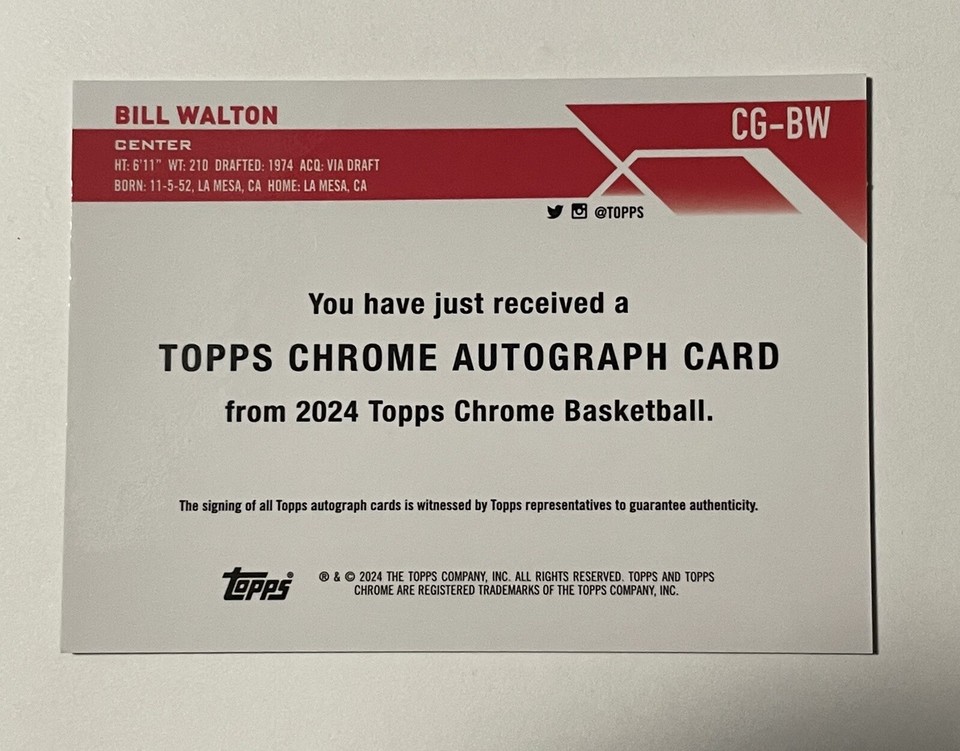 BILL WALTON
CG-BW
CENTER
HT: 6'11" WT: 210 DRAFTED: 1974 ACQ: VIA DRAFT
BORN: 11-5-52, LA MESA, CA HOME: LA MESA, CA
@TOPPS
You have just received a
TOPPS CHROME AUTOGRAPH CARD
from 2024 Topps Chrome Basketball.
The signing of all Topps autograph cards is witnessed by Topps representatives to guarantee authenticity.
topps®
® & © 2024 THE TOPPS COMPANY, INC. ALL RIGHTS RESERVED. TOPPS AND TOPPS
CHROME ARE REGISTERED TRADEMARKS OF THE TOPPS COMPANY, INC.